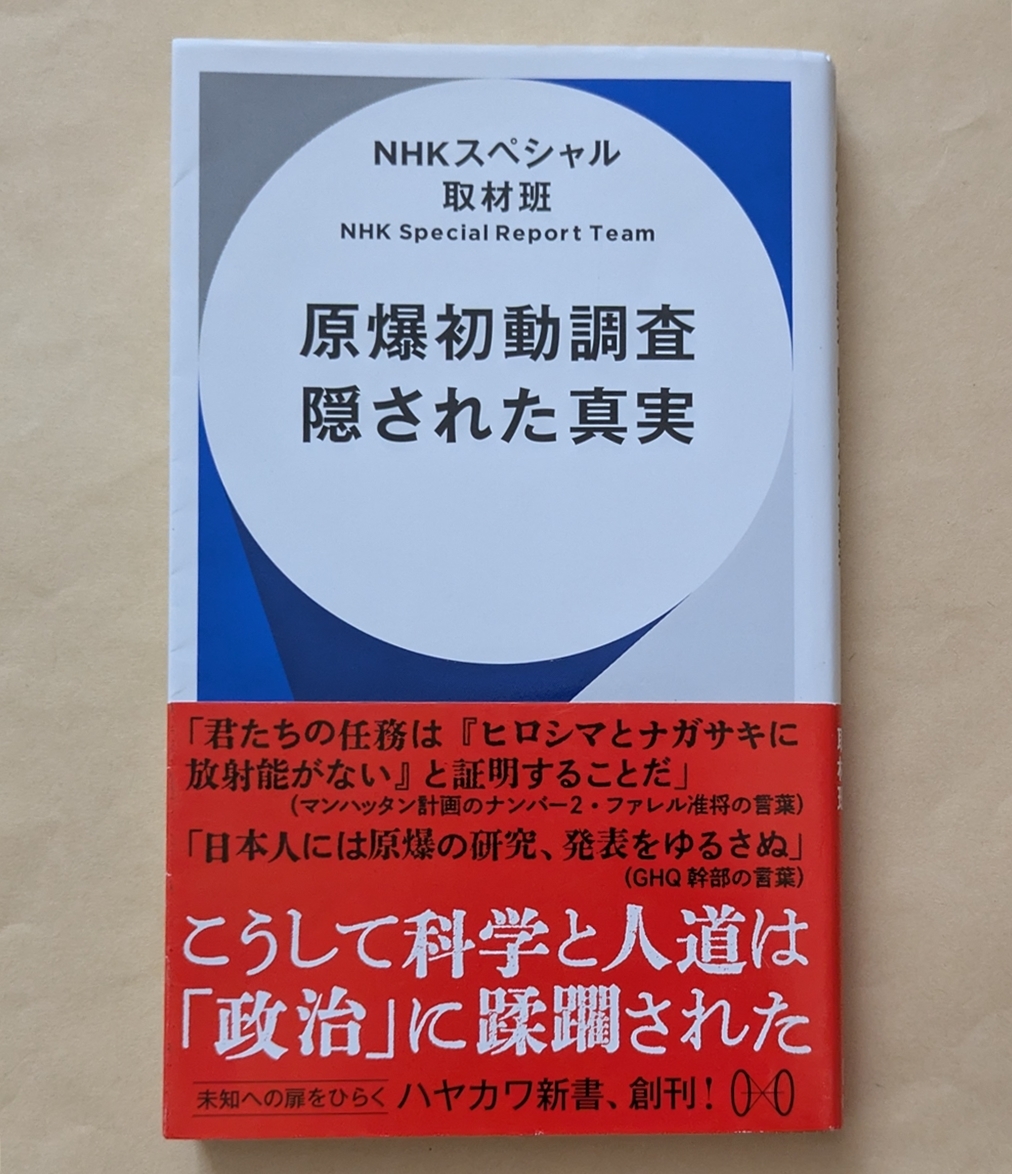 NHKスペシャル
取材班
NHK Special Report Team
原爆初動調査
隠された真実
「君たちの任務は『ヒロシマとナガサキに
放射能がない』と証明することだ」
(マンハッタン計画のナンバー2・ファレル准将の言葉)
「日本人には原爆の研究、発表をゆるさぬ」
(GHQ幹部の言葉)
こうして科学と人道は
「政治」に蹂躙された
未知への扉をひらく ハヤカワ新書、創刊！